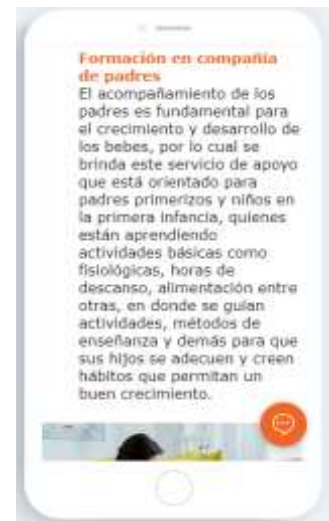 Formación en compañía
de padres
El acompañamiento de los
padres es fundamental para
el crecimiento y desarrollo de
los bebes, por lo cual se
brinda este servicio de apoyo
que está orientado para
padres primerizos y niños en
la primera infancia, quienes
están aprendiendo
actividades básicas como
fisiológicas, horas de
descanso, alimentación entre
otras, en donde se guían
actividades, métodos de
enseñanza y demás para que
sus hijos se adecuen y creen
hábitos que permitan un
buen crecimiento.